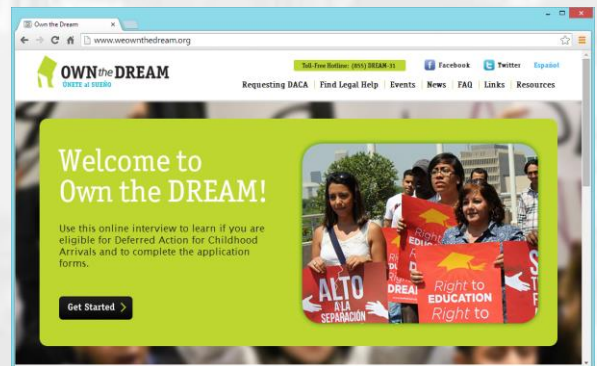 Own the Dream
www.weownthedream.org
OWN the DREAM
ÚNETE al SUEÑO
Toll-Free Hotline: (855) DREAM-31
Facebook
Twitter
Español
Requesting DACA | Find Legal Help | Events | News | FAQ | Links | Resources
Welcome to
Own the DREAM!
Use this online interview to learn if you are
eligible for Deferred Action for Childhood
Arrivals and to complete the application
forms.
Get Started
ALTO
A LA
SEPARACIÓN
Right to
EDUCATION
Right to